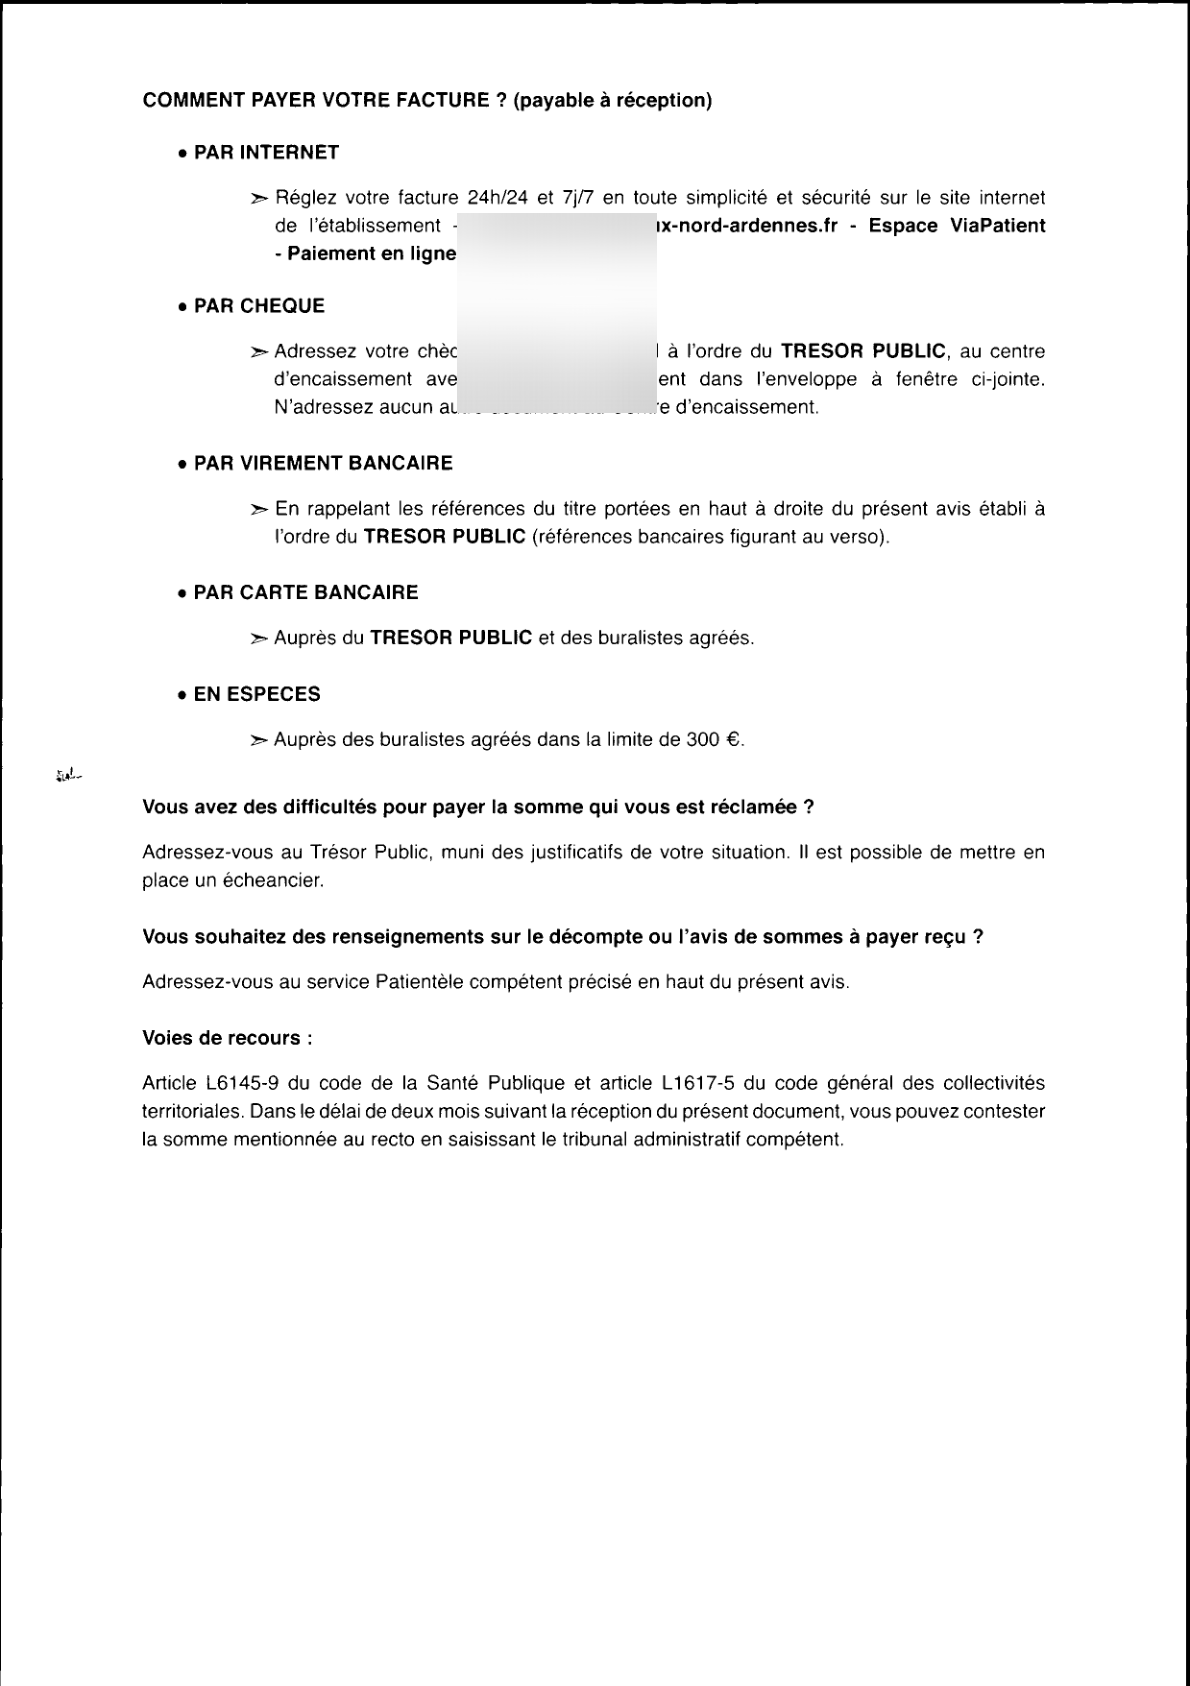 COMMENT PAYER VOTRE FACTURE ? (payable à réception)
• PAR INTERNET
➣ Réglez votre facture 24h/24 et 7j/7 en toute simplicité et sécurité sur le site internet
de l'établissement - x-nord-ardennes.fr - Espace ViaPatient
- Paiement en ligne
• PAR CHEQUE
➣ Adressez votre à l'ordre du TRESOR PUBLIC, au centre
d'encaissement dans l'enveloppe à fenêtre ci-jointe.
N'adressez aucun d'encaissement.
• PAR VIREMENT BANCAIRE
➣ En rappelant les références du titre portées en haut à droite du présent avis établi à
l'ordre du TRESOR PUBLIC (références bancaires figurant au verso).
• PAR CARTE BANCAIRE
➣ Auprès du TRESOR PUBLIC et des buralistes agréés.
• EN ESPECES
➣ Auprès des buralistes agréés dans la limite de 300 €.
Vous avez des difficultés pour payer la somme qui vous est réclamée ?
Adressez-vous au Trésor Public, muni des justificatifs de votre situation. Il est possible de mettre en
place un écheancier.
Vous souhaitez des renseignements sur le décompte ou l'avis de sommes à payer reçu ?
Adressez-vous au service Patientèle compétent précisé en haut du présent avis.
Voies de recours :
Article L6145-9 du code de la Santé Publique et article L1617-5 du code général des collectivités
territoriales. Dans le délai de deux mois suivant la réception du présent document, vous pouvez contester
la somme mentionnée au recto en saisissant le tribunal administratif compétent.